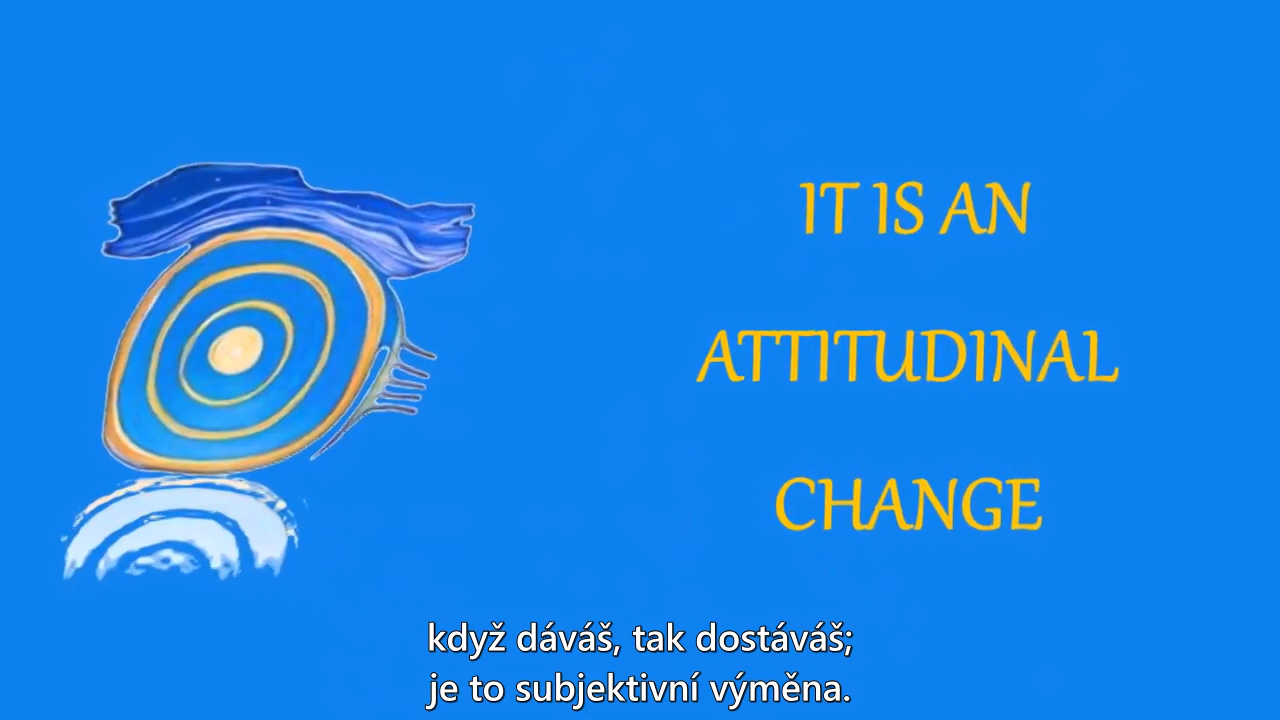 IT IS AN
ATTITUDINAL
CHANGE
když dáváš, tak dostáváš;
je to subjektivní výměna.